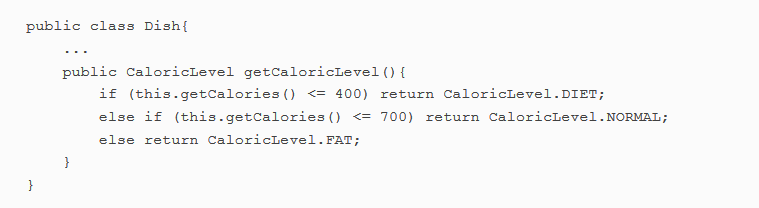 public class Dish{
    ...
    public CaloricLevel getCaloricLevel(){
        if (this.getCalories() <= 400) return CaloricLevel.DIET;
        else if (this.getCalories() <= 700) return CaloricLevel.NORMAL;
        else return CaloricLevel.FAT;
    }
}